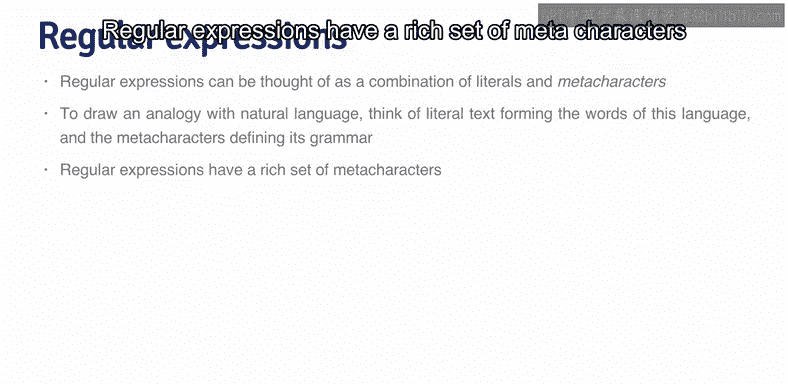 Regular expressions have a rich set of meta characters
Regular expressions
· Regular expressions can be thought of as a combination of literals and metacharacters
· To draw an analogy with natural language, think of literal text forming the words of this language,
and the metacharacters defining its grammar
· Regular expressions have a rich set of metacharacters